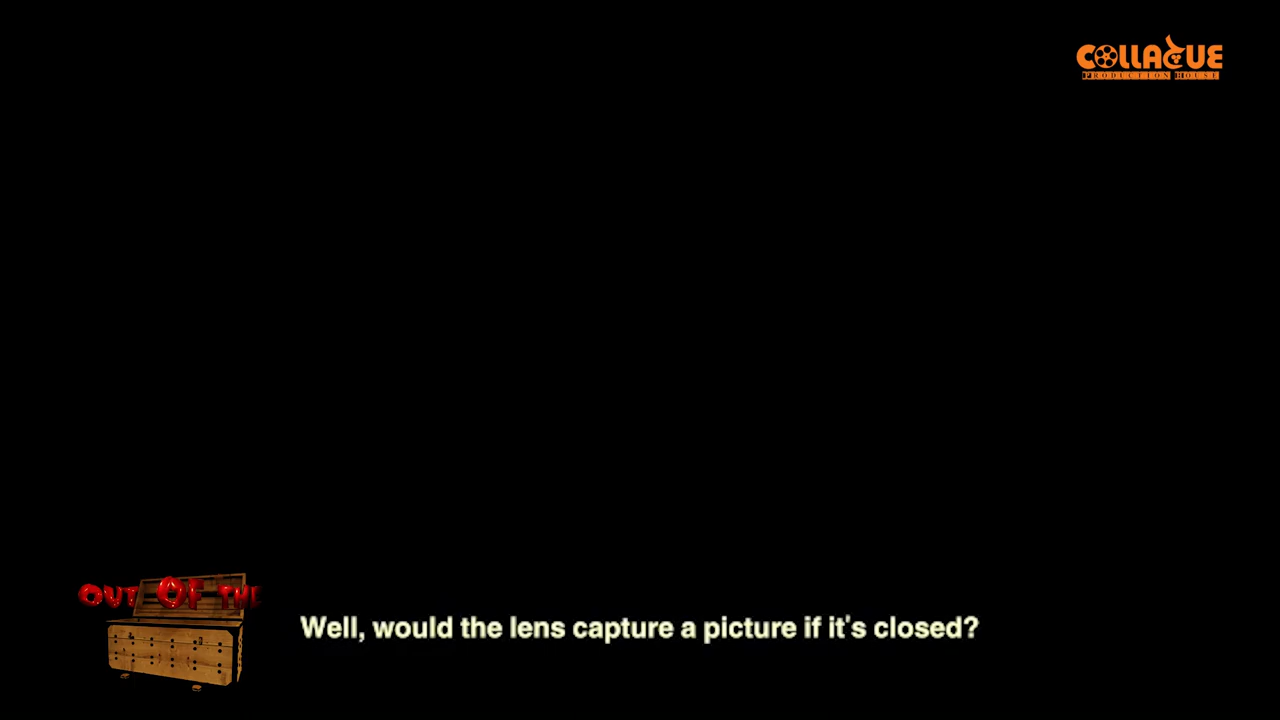 COLLAGUE
PRODUCTION HOUSE
OUT OF THE
Well, would the lens capture a picture if it's closed?